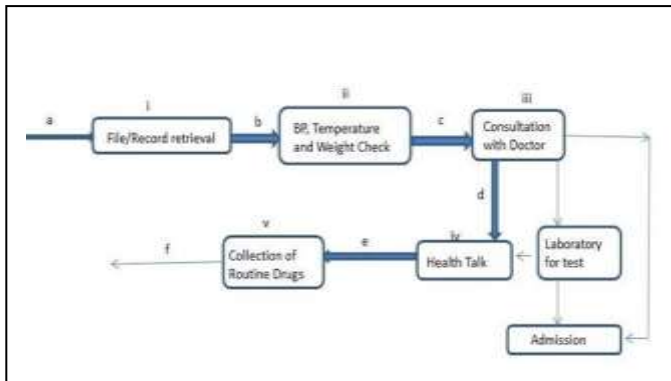 a
i
File/Record retrieval
b
ii
BP, Temperature
and Weight Check
c
iii
Consultation
with Doctor
d
iv
Health Talk
Laboratory
for test
e
v
Collection of
Routine Drugs
f
Admission